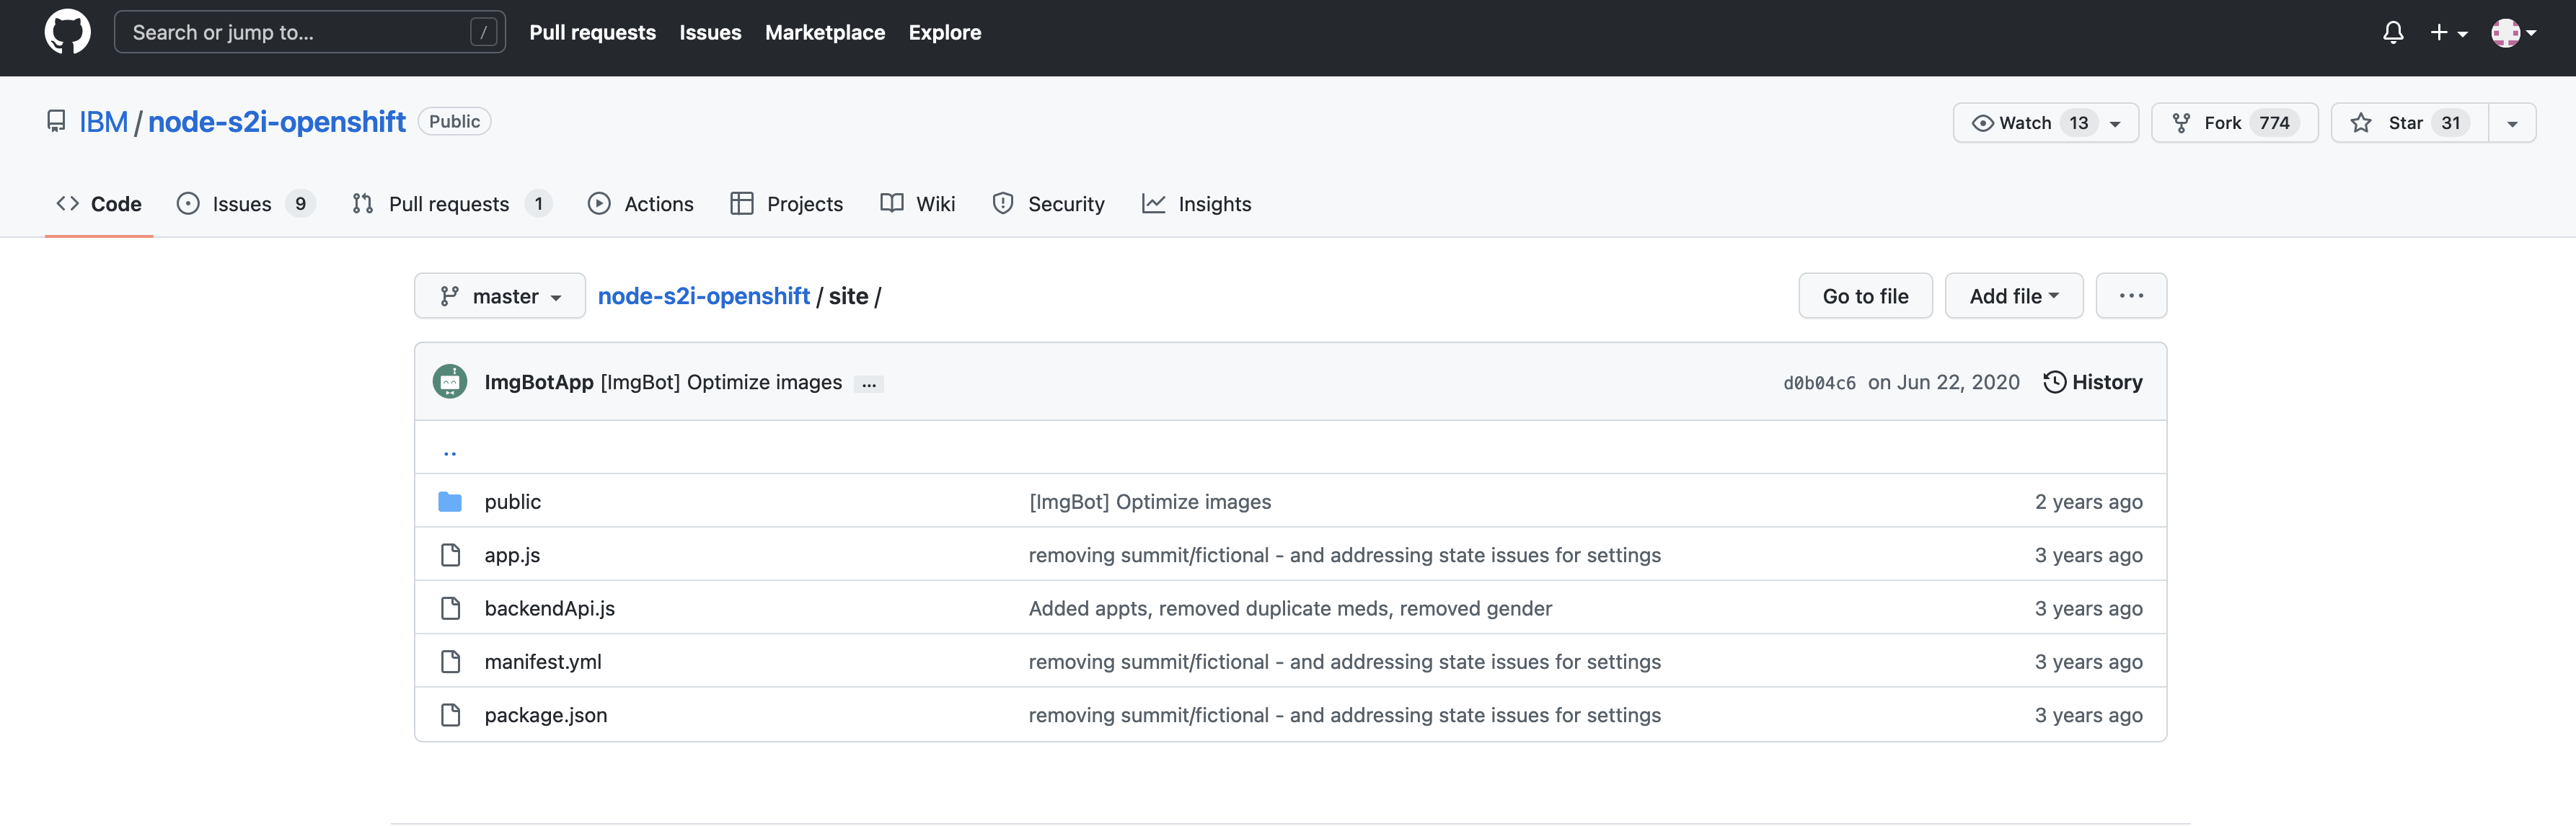 Search or jump to... / Pull requests Issues Marketplace Explore
IBM / node-s2i-openshift Public Watch 13 Fork 774 Star 31
Code Issues 9 Pull requests 1 Actions Projects Wiki Security Insights
master node-s2i-openshift / site / Go to file Add file ...
ImgBotApp [ImgBot] Optimize images ... d0b04c6 on Jun 22, 2020 History
..
public [ImgBot] Optimize images 2 years ago
app.js removing summit/fictional - and addressing state issues for settings 3 years ago
backendApi.js Added appts, removed duplicate meds, removed gender 3 years ago
manifest.yml removing summit/fictional - and addressing state issues for settings 3 years ago
package.json removing summit/fictional - and addressing state issues for settings 3 years ago